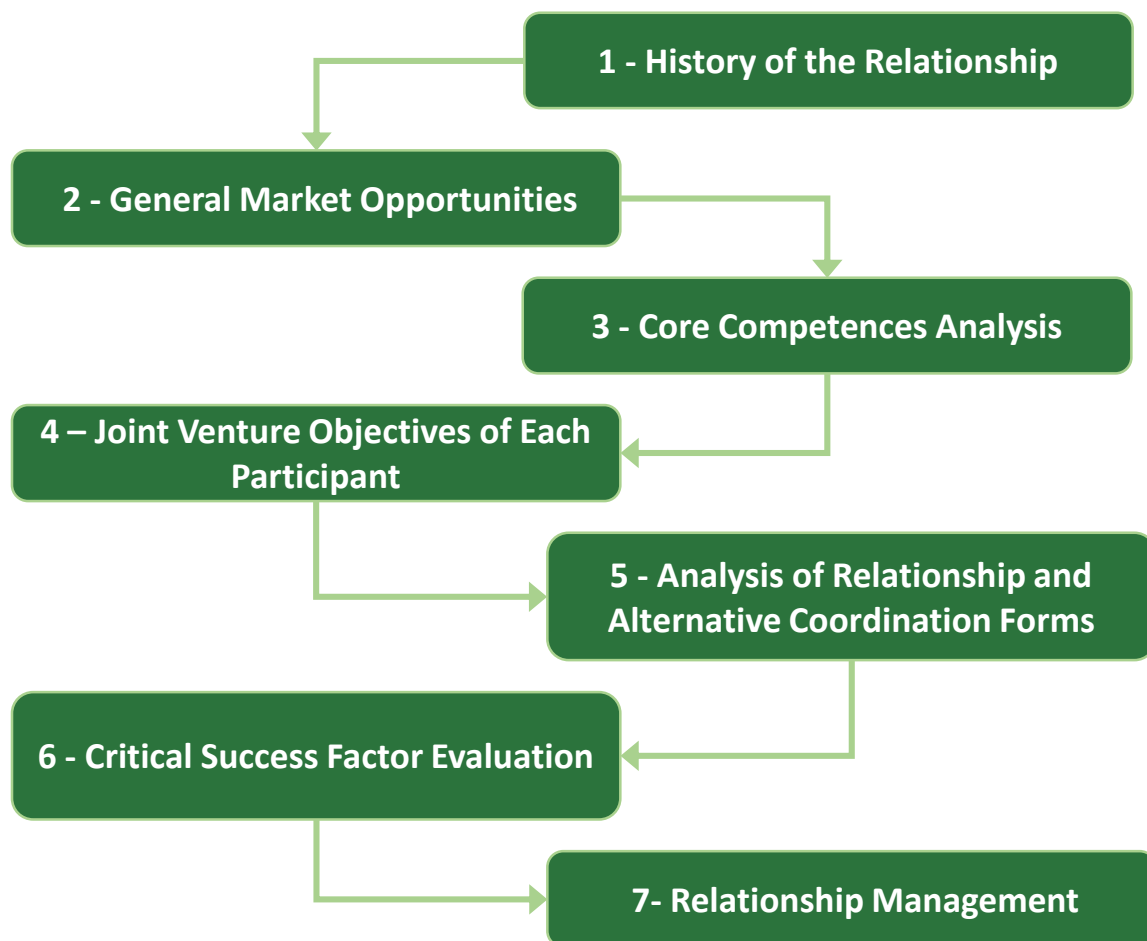 1 - History of the Relationship
2 - General Market Opportunities
3 - Core Competences Analysis
4 – Joint Venture Objectives of Each
Participant
5 - Analysis of Relationship and
Alternative Coordination Forms
6 - Critical Success Factor Evaluation
7- Relationship Management